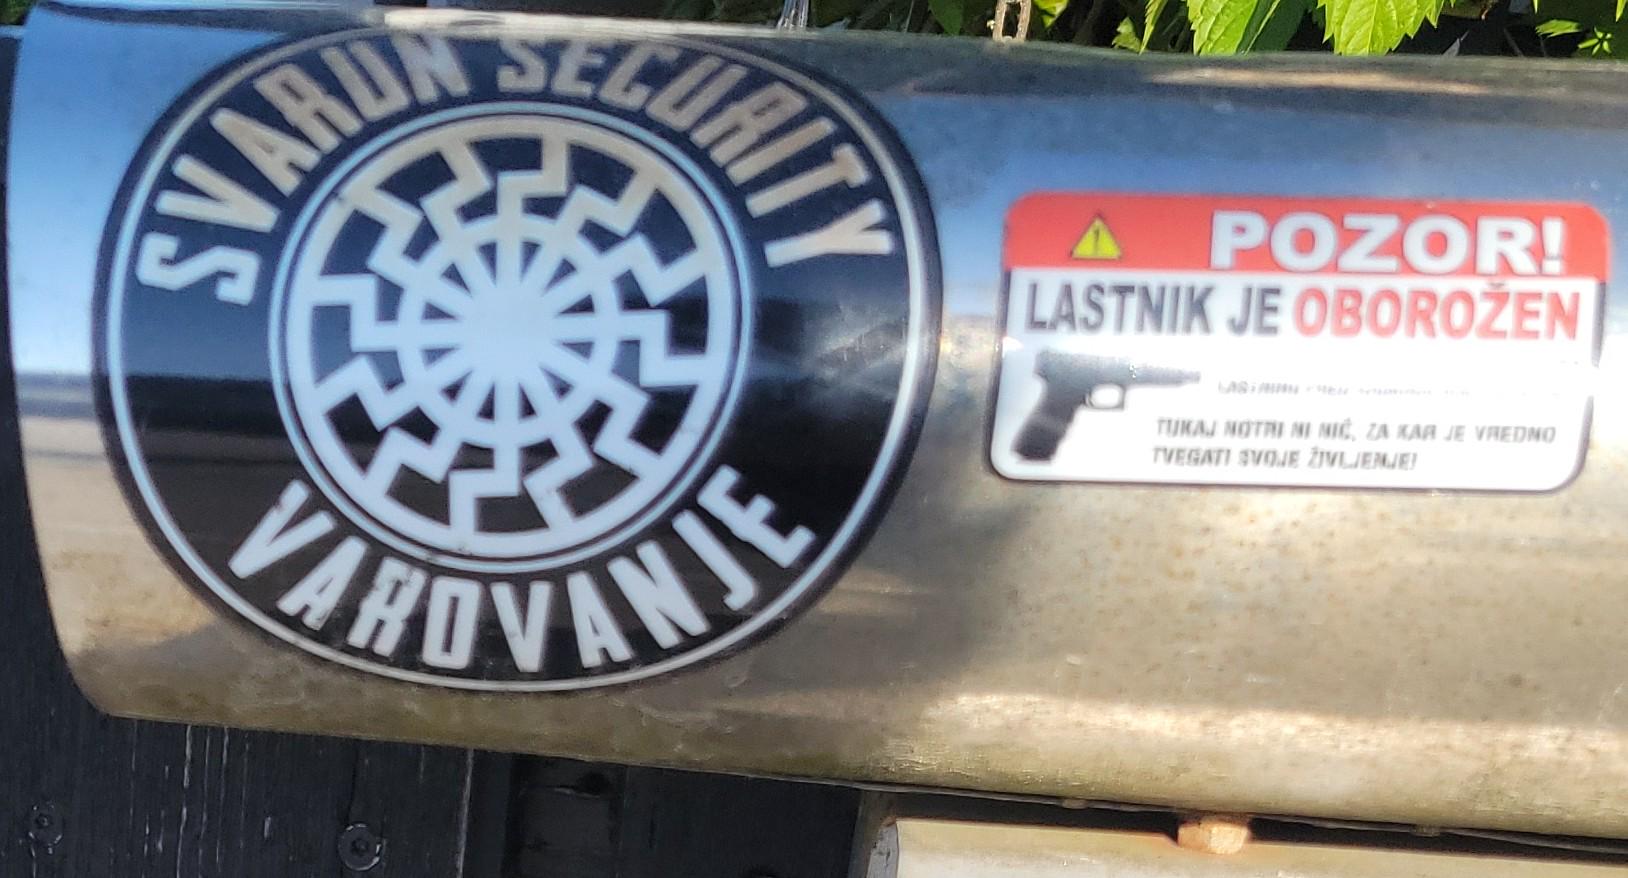 SVARUN SECURITY
VAROVANJE
POZOR!
LASTNIK JE OBOROŽEN
TUKAJ NOTRI NI NIČ, ZA KAR JE VREDNO
TVEGATI SVOJE ŽIVLJENJE!